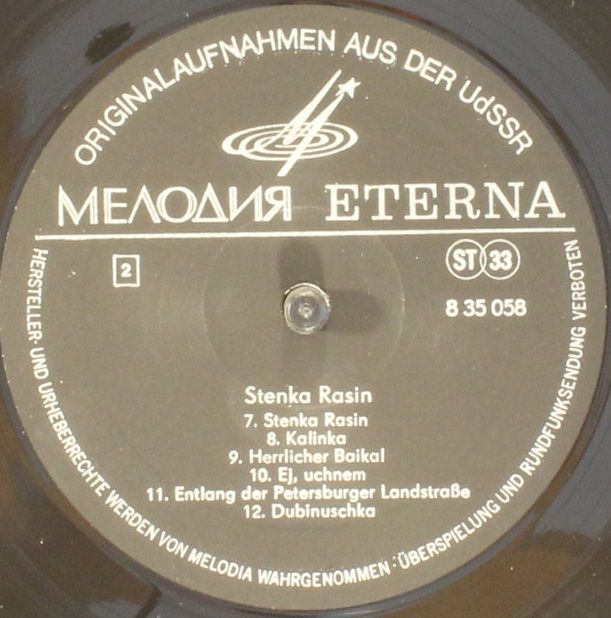 ORIGINALAUFNAHMEN AUS DER UdSSR
МЕЛОДИЯ ETERNA
2
ST 33
8 35 058
Stenka Rasin
7. Stenka Rasin
8. Kalinka
9. Herrlicher Baikal
10. Ej, uchnem
11. Entlang der Petersburger Landstraße
12. Dubinuschka
HERSTELLER- UND URHEBERRECHTE WERDEN VON MELODIA WAHRGENOMMEN · ÜBERSPIELUNG UND RUNDFUNKSENDUNG VERBOTEN